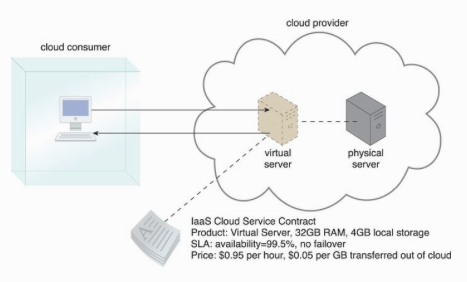 cloud provider
cloud consumer
virtual
server
physical
server
IaaS Cloud Service Contract
Product: Virtual Server, 32GB RAM, 4GB local storage
SLA: availability=99.5%, no failover
Price: $0.95 per hour, $0.05 per GB transferred out of cloud
A